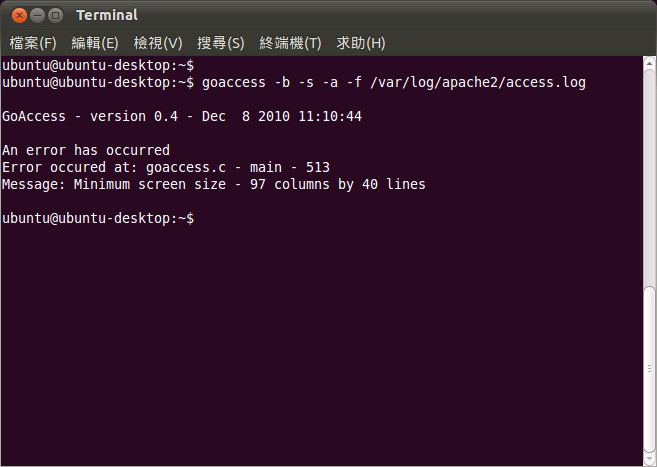 Terminal
檔案(F) 編輯(E) 檢視(V) 搜尋(S) 終端機(T) 求助(H)
ubuntu@ubuntu-desktop:~$
ubuntu@ubuntu-desktop:~$ goaccess -b -s -a -f /var/log/apache2/access.log
GoAccess - version 0.4 - Dec  8 2010 11:10:44
An error has occurred
Error occured at: goaccess.c - main - 513
Message: Minimum screen size - 97 columns by 40 lines
ubuntu@ubuntu-desktop:~$